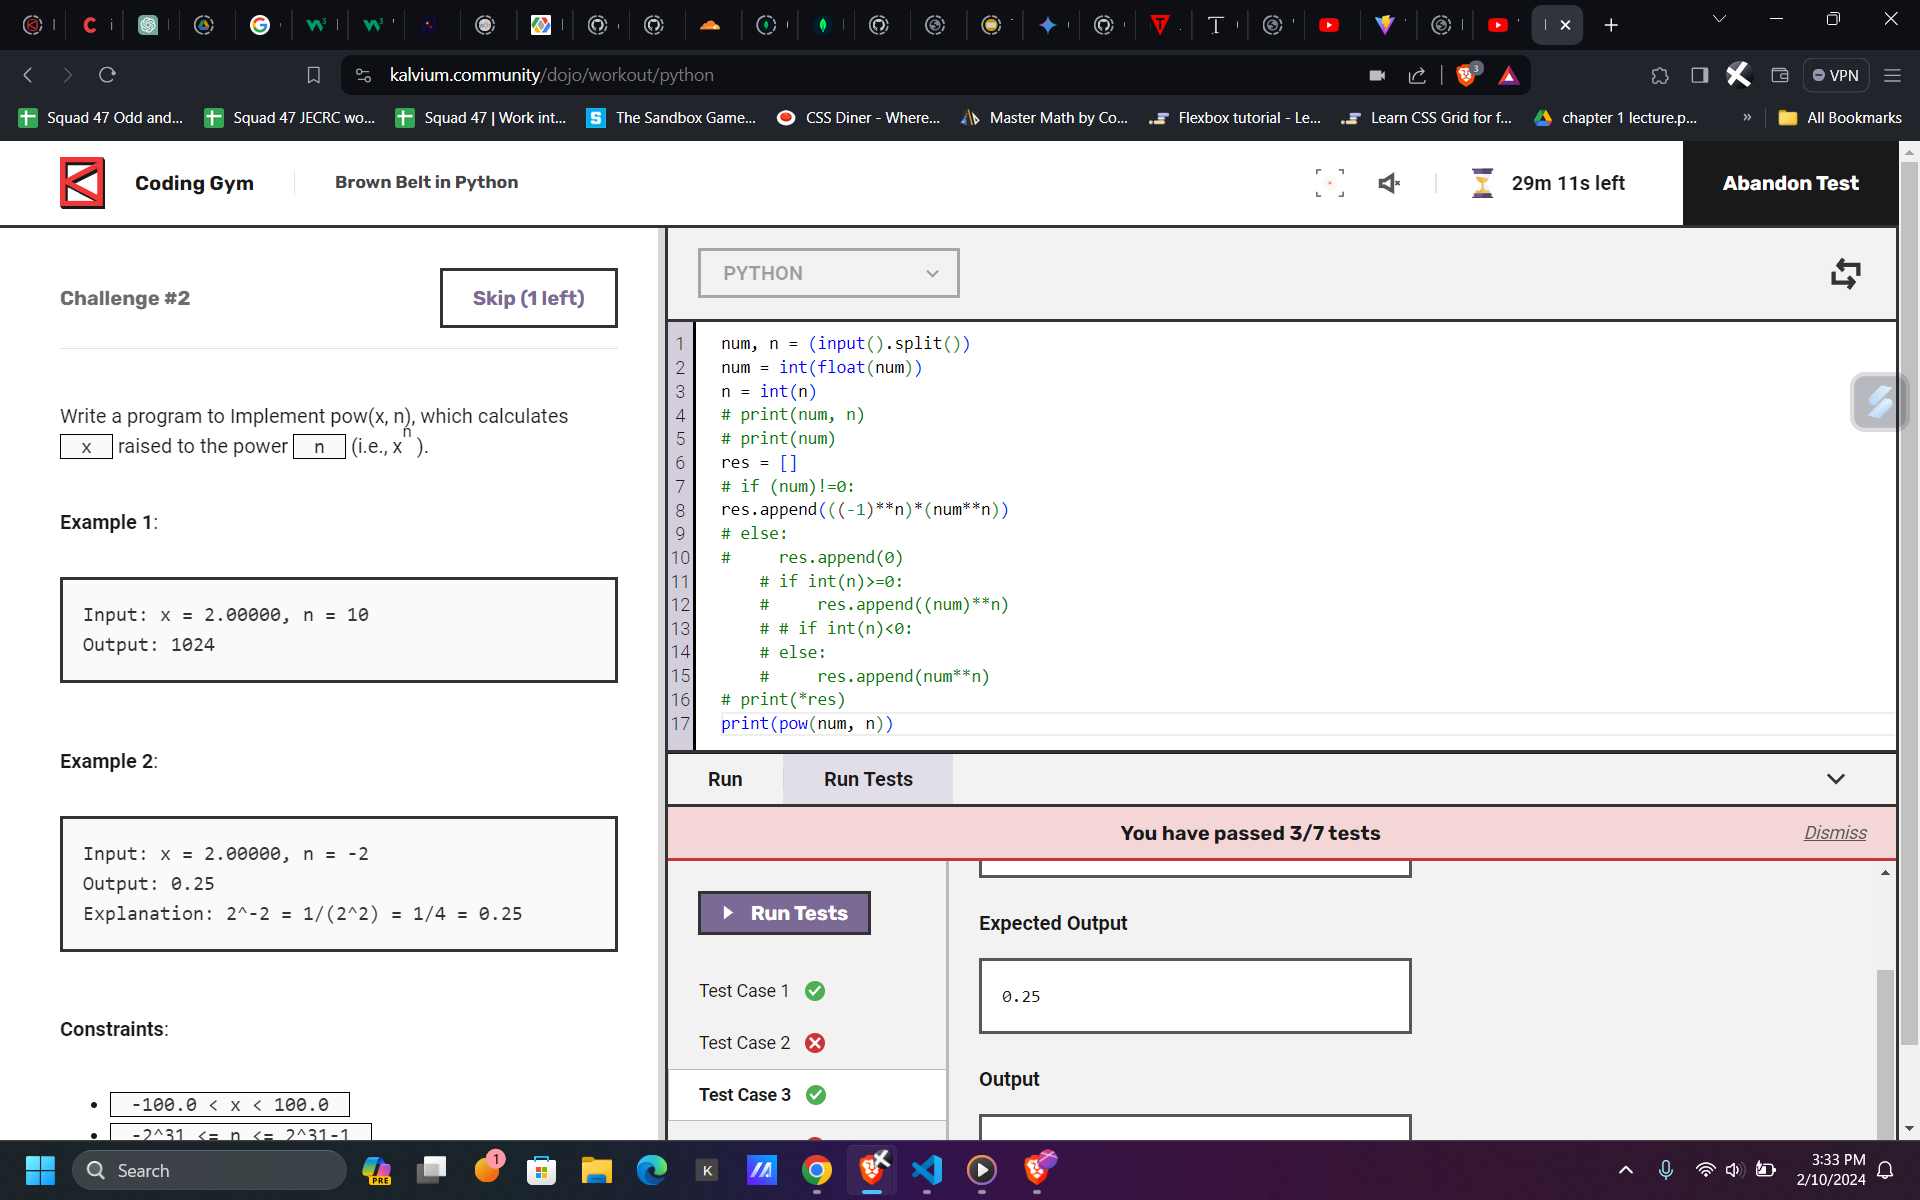 kalvium.community/dojo/workout/python
3
VPN
Squad 47 Odd and...
Squad 47 JECRC wo...
Squad 47 | Work int...
The Sandbox Game...
CSS Diner - Where...
Master Math by Co...
Flexbox tutorial - Le...
Learn CSS Grid for f...
chapter 1 lecture.p...
»
All Bookmarks
Coding Gym
Brown Belt in Python
29m 11s left
Abandon Test
Challenge #2
Skip (1 left)
Write a program to Implement pow(x, n), which calculates
x raised to the power n (i.e., x^n ).
Example 1:
Input: x = 2.00000, n = 10
Output: 1024
Example 2:
Input: x = 2.00000, n = -2
Output: 0.25
Explanation: 2^-2 = 1/(2^2) = 1/4 = 0.25
Constraints:
-100.0 < x < 100.0
-2^31 <= n <= 2^31-1
PYTHON
1 num, n = (input().split())
2 num = int(float(num))
3 n = int(n)
4 # print(num, n)
5 # print(num)
6 res = []
7 # if (num)!=0:
8 res.append(((-1)**n)*(num**n))
9 # else:
10 #     res.append(0)
11     # if int(n)>=0:
12     #     res.append((num)**n)
13     # # if int(n)<0:
14     # else:
15     #     res.append(num**n)
16 # print(*res)
17 print(pow(num, n))
Run
Run Tests
You have passed 3/7 tests
Dismiss
Run Tests
Test Case 1
Test Case 2
Test Case 3
Expected Output
0.25
Output
Search
PRE
1
K
3:33 PM
2/10/2024